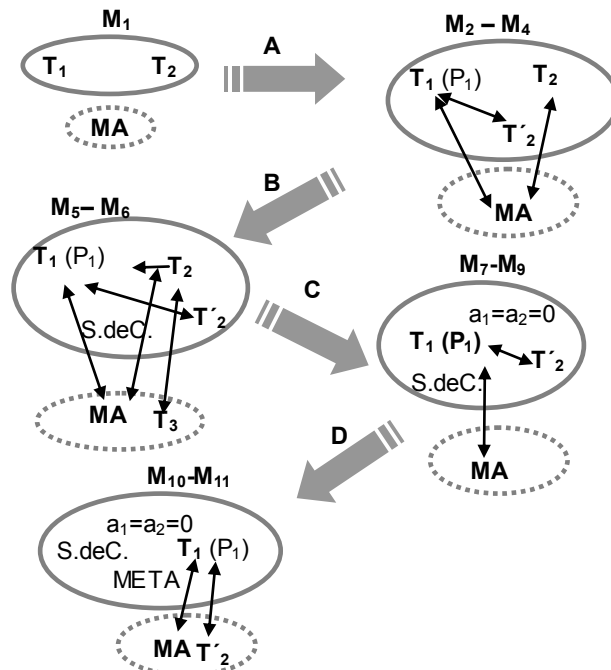 M₁
T₁ T₂
MA
A
M₂ – M₄
T₁ (P₁) T₂
T´₂
MA
B
M₅– M₆
T₁ (P₁) T₂
T´₂
S.deC.
MA T₃
C
M₇-M₉
a₁=a₂=0
T₁ (P₁)
T´₂
S.deC.
MA
D
M₁₀-M₁₁
a₁=a₂=0
S.deC. T₁ (P₁)
META
MA T´₂